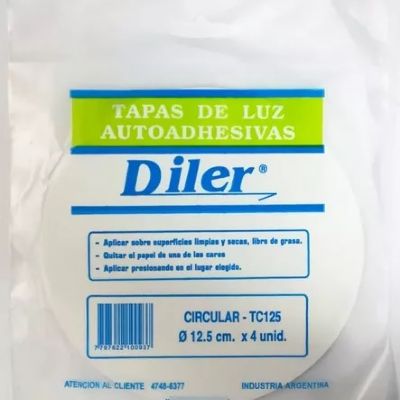 TAPAS DE LUZ
AUTOADHESIVAS
Diler®
- Aplicar sobre superficies limpias y secas, libre de grasa.
- Quitar el papel de una de las caras
- Aplicar presionando en el lugar elegido.
CIRCULAR - TC125
Ø 12.5 cm. x 4 unid.
7797622100937
ATENCION AL CLIENTE 4748-6377
INDUSTRIA ARGENTINA